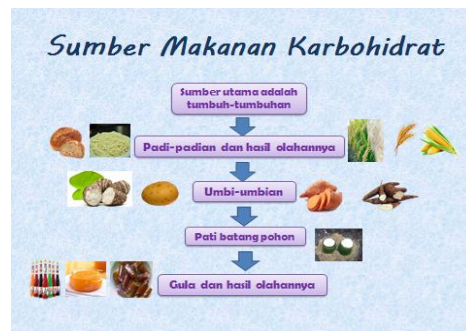 Sumber Makanan Karbohidrat
Sumber utama adalah
tumbuh-tumbuhan
Padi-padian dan hasil olahannya
Umbi-umbian
Pati batang pohon
Gula dan hasil olahannya